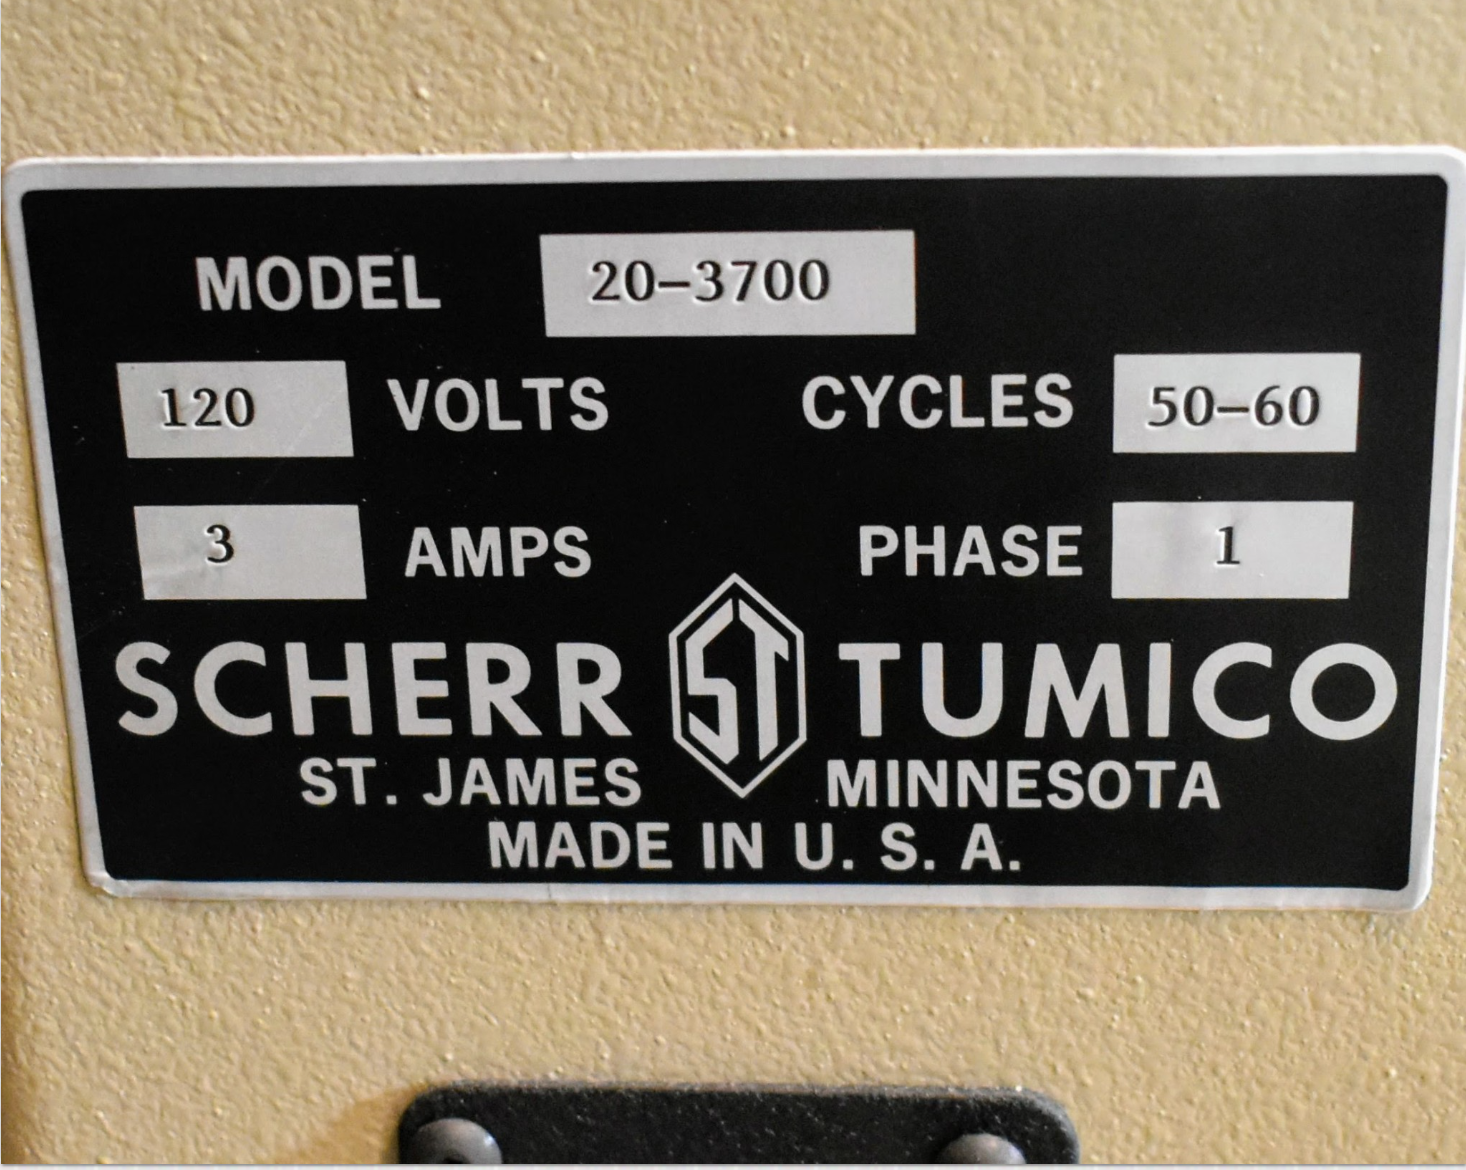 MODEL 20-3700
120 VOLTS CYCLES 50-60
3 AMPS PHASE 1
SCHERR ST TUMICO
ST. JAMES MINNESOTA
MADE IN U. S. A.